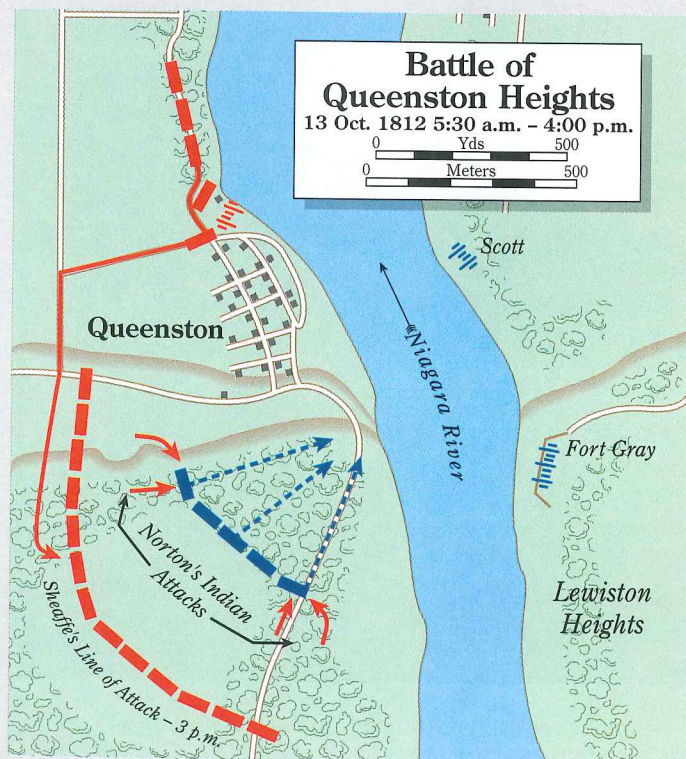 Battle of
Queenston Heights
13 Oct. 1812 5:30 a.m. – 4:00 p.m.
0 Yds 500
0 Meters 500
Scott
Queenston
Niagara River
Fort Gray
Norton's Indian
Attacks
Lewiston
Heights
Sheaffe's Line of Attack – 3 p.m.